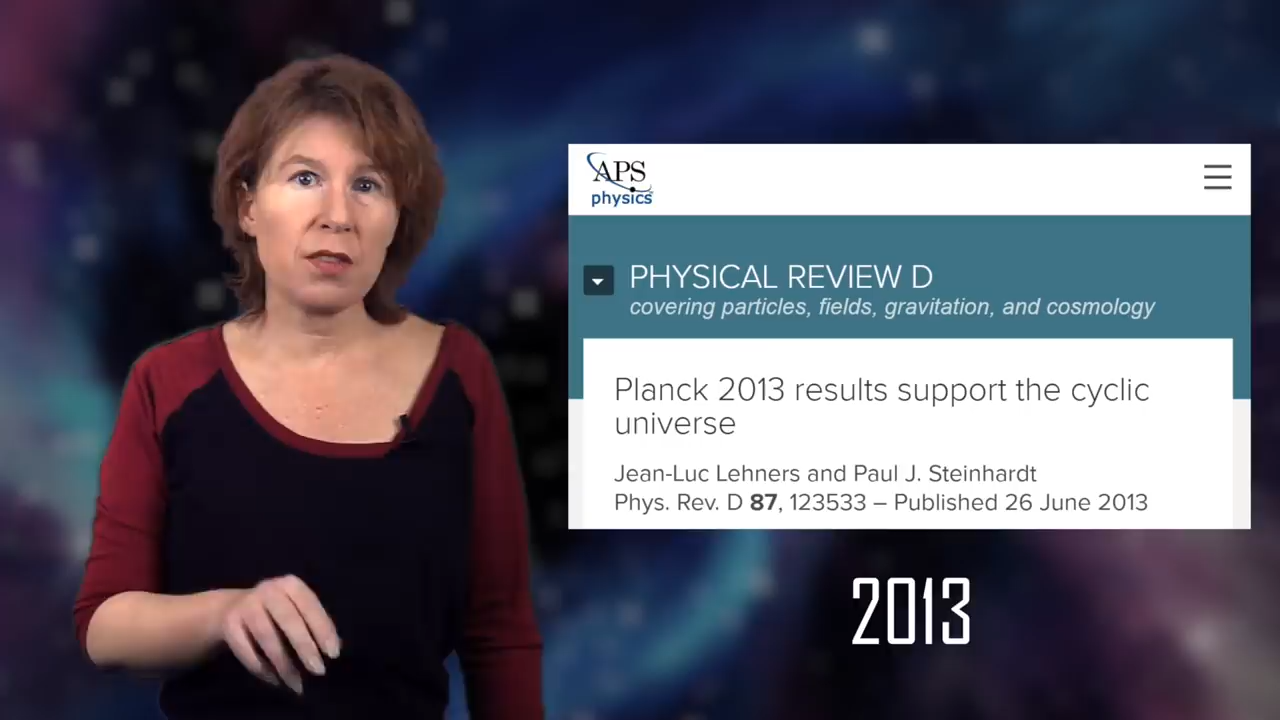 APS
physics
PHYSICAL REVIEW D
covering particles, fields, gravitation, and cosmology
Planck 2013 results support the cyclic
universe
Jean-Luc Lehners and Paul J. Steinhardt
Phys. Rev. D 87, 123533 – Published 26 June 2013
2013